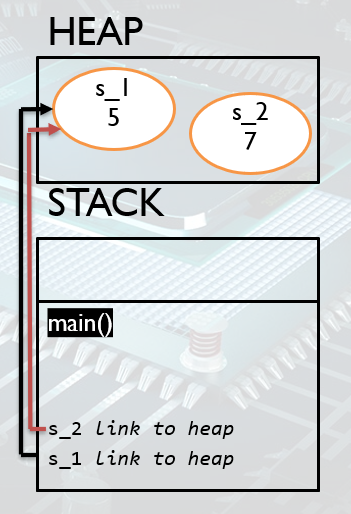 HEAP
s_1
5
s_2
7
STACK
main()
s_2 link to heap
s_1 link to heap